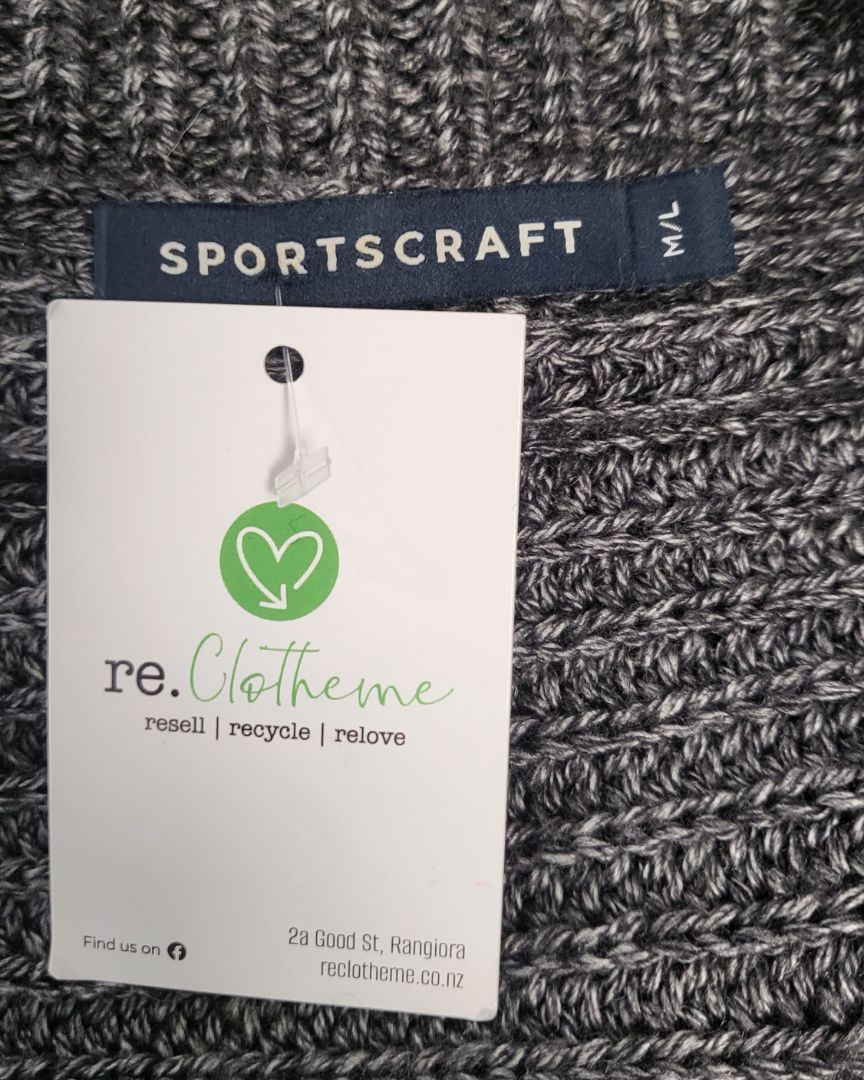 SPORTSCRAFT
M/L
re.Clotheme
resell | recycle | relove
Find us on
2a Good St, Rangiora
reclotheme.co.nz